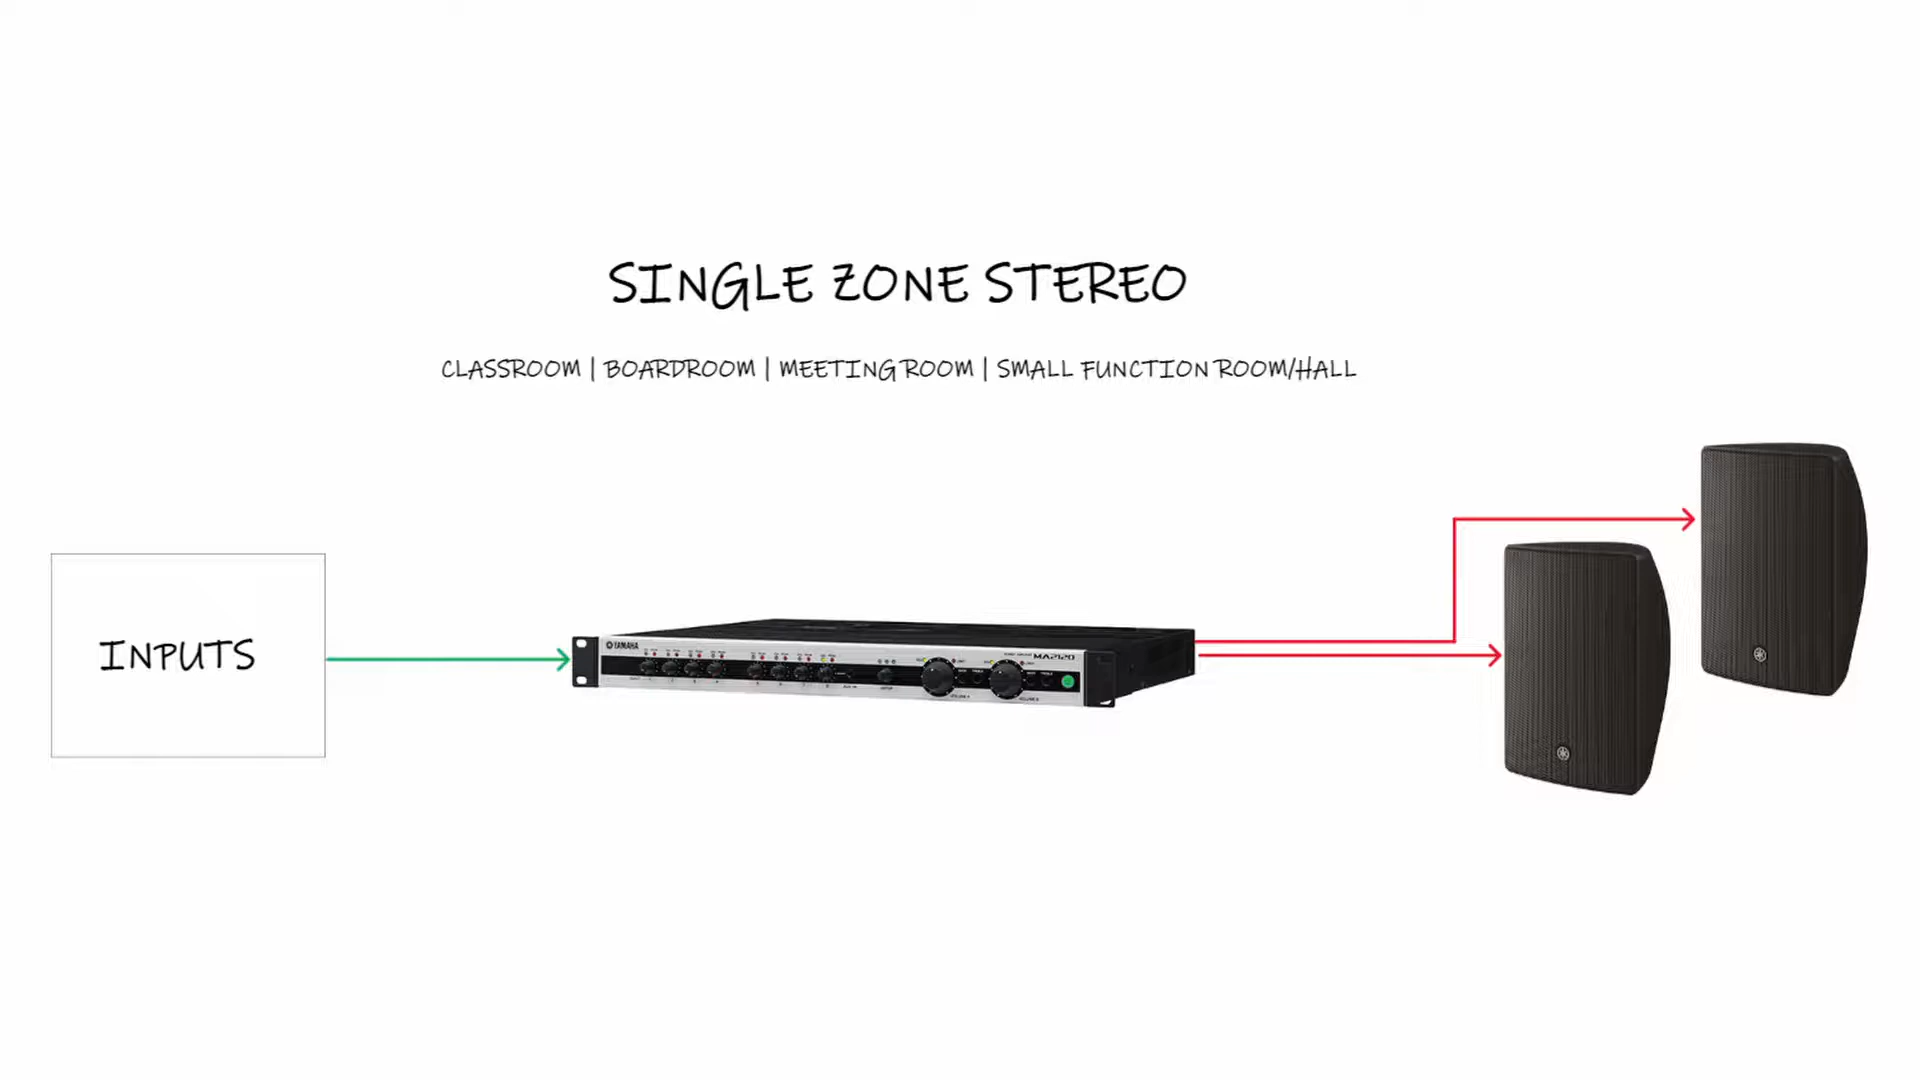 SINGLE ZONE STEREO
CLASSROOM | BOARDROOM | MEETING ROOM | SMALL FUNCTION ROOM/HALL
INPUTS
YAMAHA
MA2120